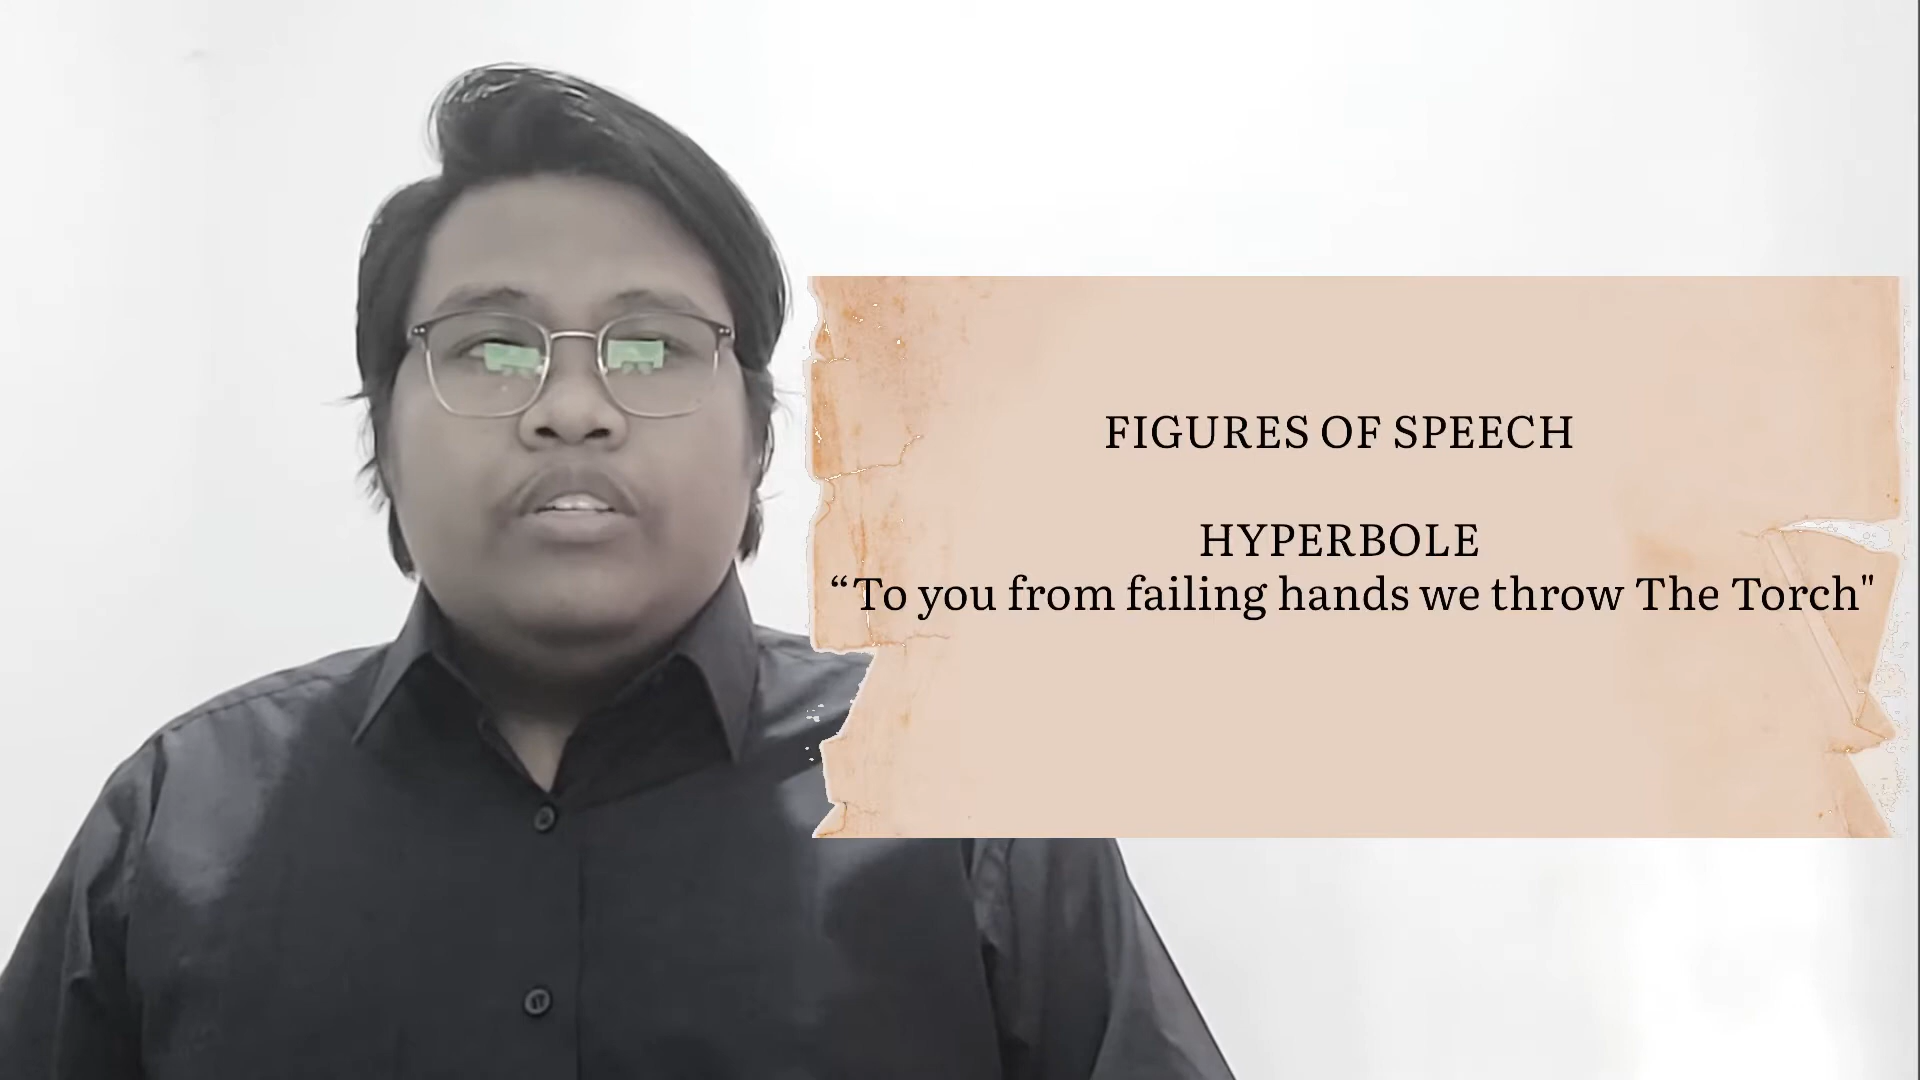 FIGURES OF SPEECH
HYPERBOLE
“To you from failing hands we throw The Torch"